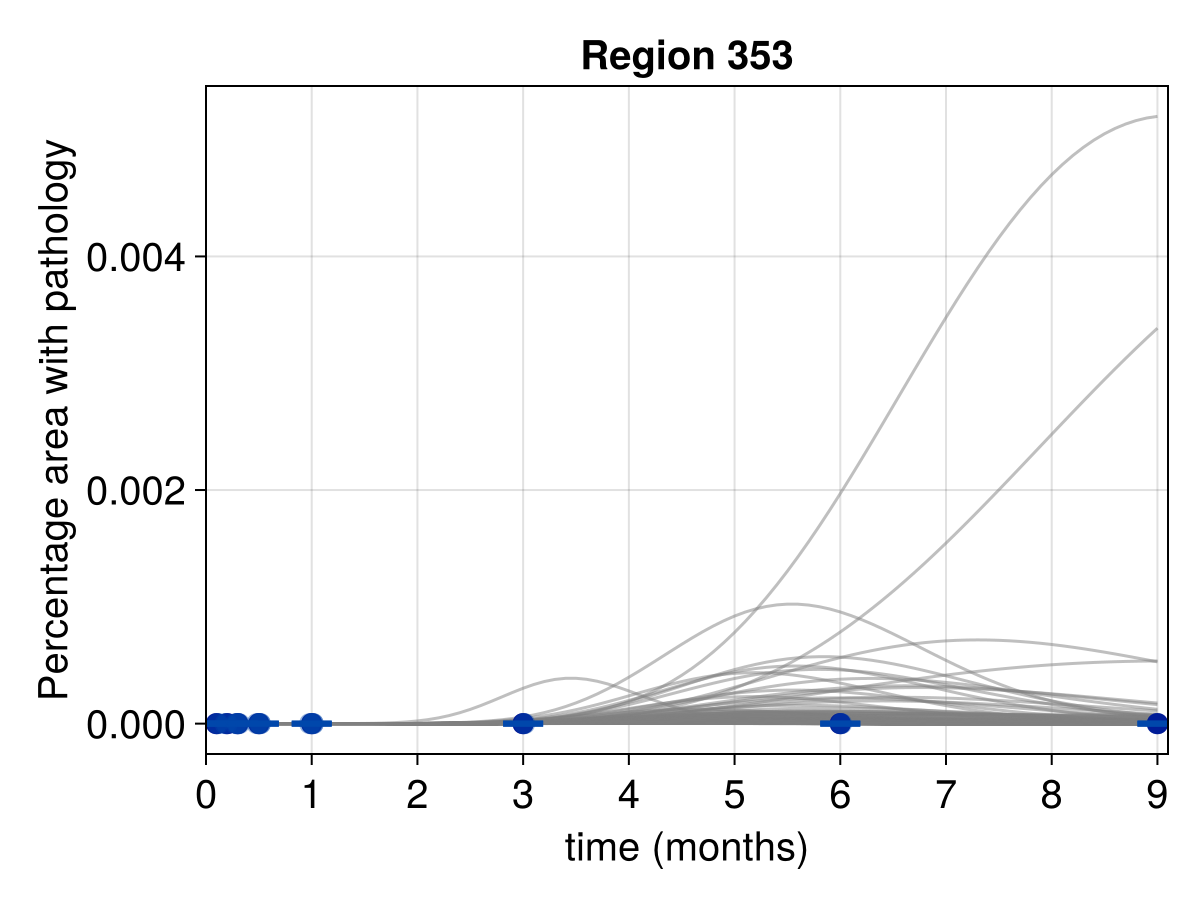 Region 353
Percentage area with pathology
0.004
0.002
0.000
0 1 2 3 4 5 6 7 8 9
time (months)